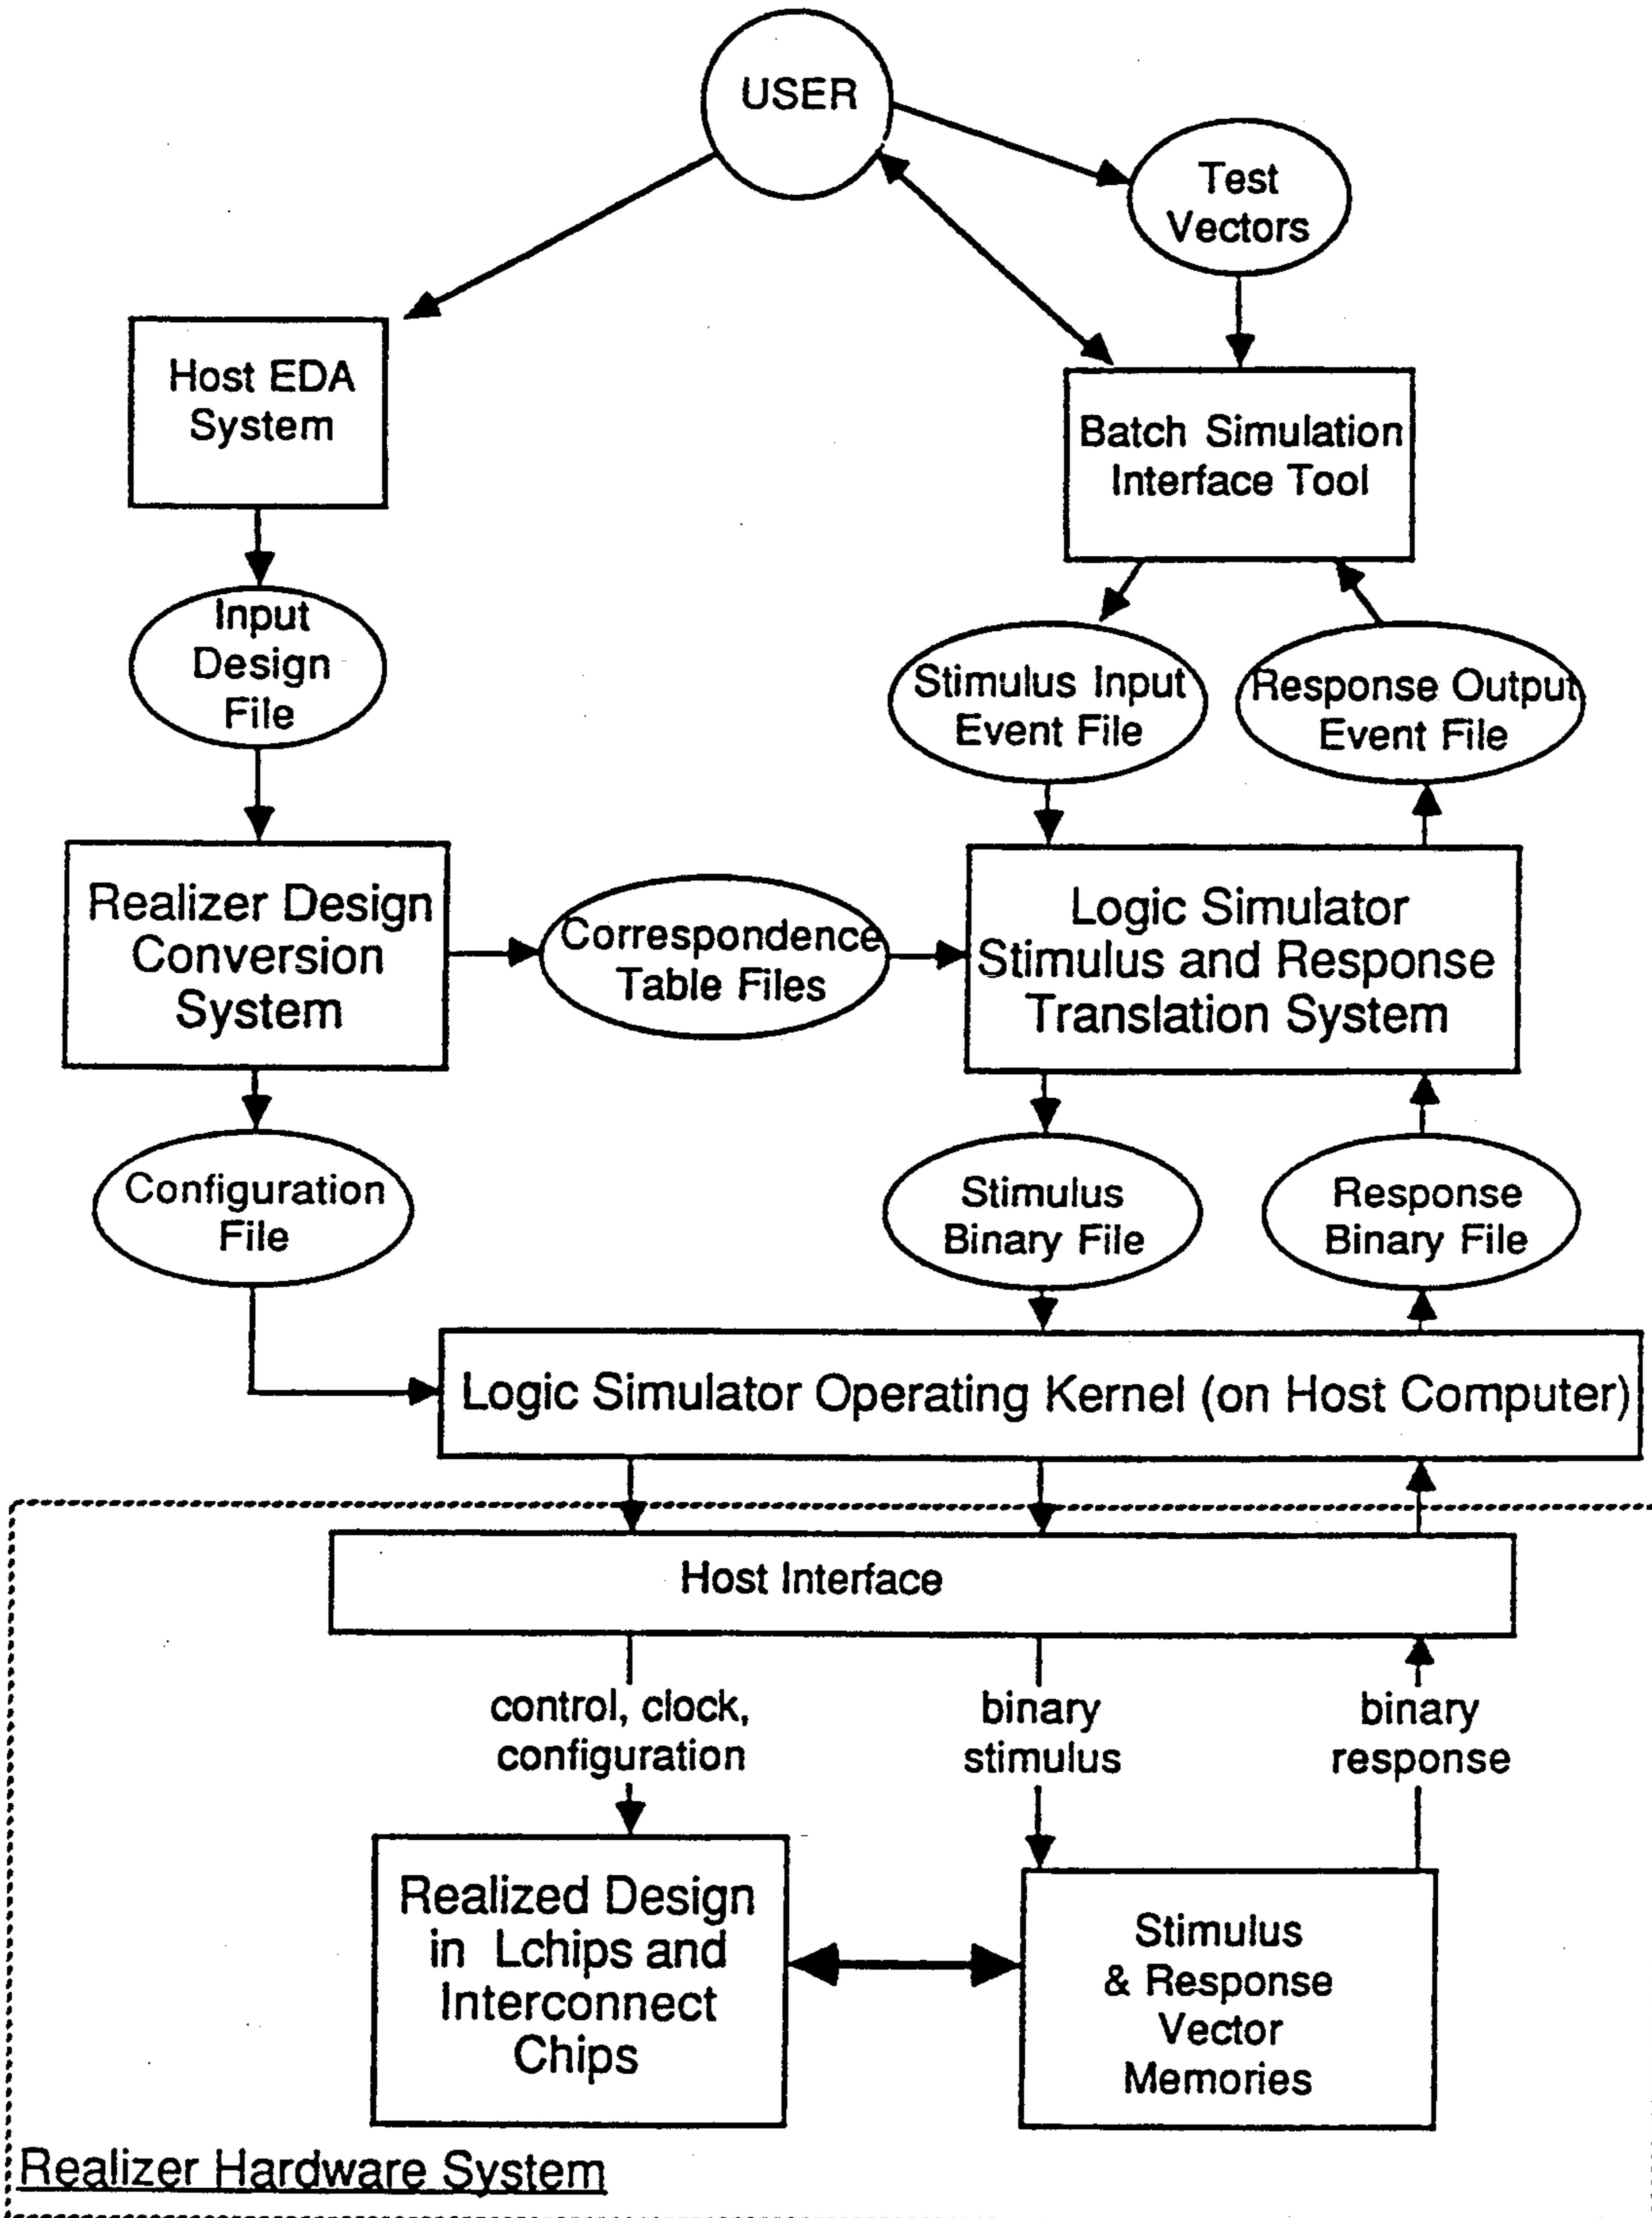 USER
Test
Vectors
Host EDA
System
Batch Simulation
Interface Tool
Input
Design
File
Stimulus Input
Event File
Response Output
Event File
Realizer Design
Conversion
System
Correspondence
Table Files
Logic Simulator
Stimulus and Response
Translation System
Configuration
File
Stimulus
Binary File
Response
Binary File
Logic Simulator Operating Kernel (on Host Computer)
Host Interface
control, clock,
configuration
binary
stimulus
binary
response
Realized Design
in Lchips and
Interconnect
Chips
Stimulus
& Response
Vector
Memories
Realizer Hardware System